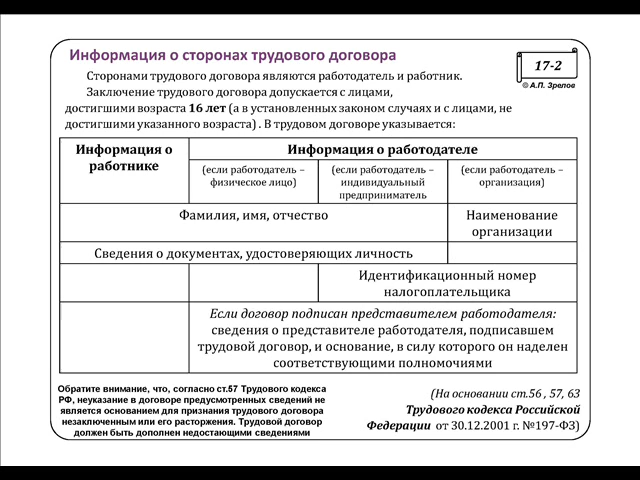 Информация о сторонах трудового договора
17-2
© А.П. Зрелов
Сторонами трудового договора являются работодатель и работник.
Заключение трудового договора допускается с лицами,
достигшими возраста 16 лет (а в установленных законом случаях и с лицами, не
достигшими указанного возраста) . В трудовом договоре указывается:
Информация о
работнике
Информация о работодателе
(если работодатель –
физическое лицо)
(если работодатель –
индивидуальный
предприниматель
(если работодатель –
организация)
Фамилия, имя, отчество
Наименование
организации
Сведения о документах, удостоверяющих личность
Идентификационный номер
налогоплательщика
Если договор подписан представителем работодателя:
сведения о представителе работодателя, подписавшем
трудовой договор, и основание, в силу которого он наделен
соответствующими полномочиями
Обратите внимание, что, согласно ст.57 Трудового кодекса
РФ, неуказание в договоре предусмотренных сведений не
является основанием для признания трудового договора
незаключенным или его расторжения. Трудовой договор
должен быть дополнен недостающими сведениями
(На основании ст.56 , 57, 63
Трудового кодекса Российской
Федерации от 30.12.2001 г. №197-ФЗ)